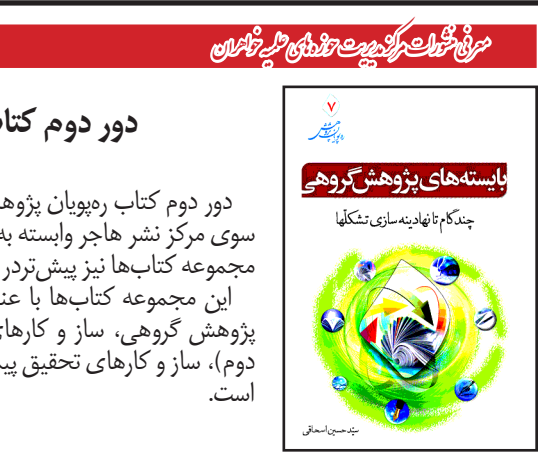 معرفی منشورات مرکز مدیریت حوزه‌های علمیه خواهران
۷
بایسته‌های پژوهش گروهی
چند گام تا نهادینه سازی تشکلّها
سیّد حسین اسحاقی
دور دوم کتا
دور دوم کتاب ره‌پویان پژوه
سوی مرکز نشر هاجر وابسته به
مجموعه کتاب‌ها نیز پیش‌تر در
این مجموعه کتاب‌ها با عن
پژوهش گروهی، ساز و کارها
دوم)، ساز و کارهای تحقیق پی
است.